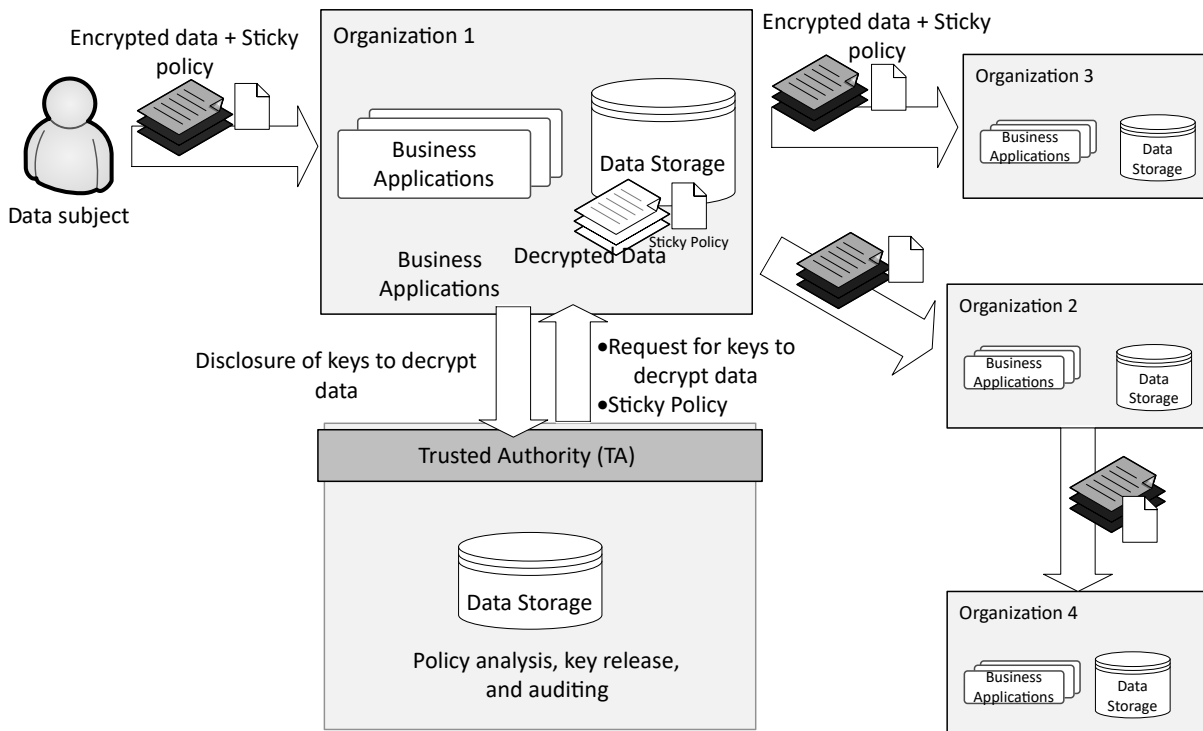 Encrypted data + Sticky
policy
Data subject
Organization 1
Business
Applications
Data Storage
Sticky Policy
Decrypted Data
Business
Applications
Encrypted data + Sticky
policy
Organization 3
Business
Applications
Data
Storage
Organization 2
Business
Applications
Data
Storage
Disclosure of keys to decrypt
data
•Request for keys to
decrypt data
•Sticky Policy
Trusted Authority (TA)
Data Storage
Policy analysis, key release,
and auditing
Organization 4
Business
Applications
Data
Storage